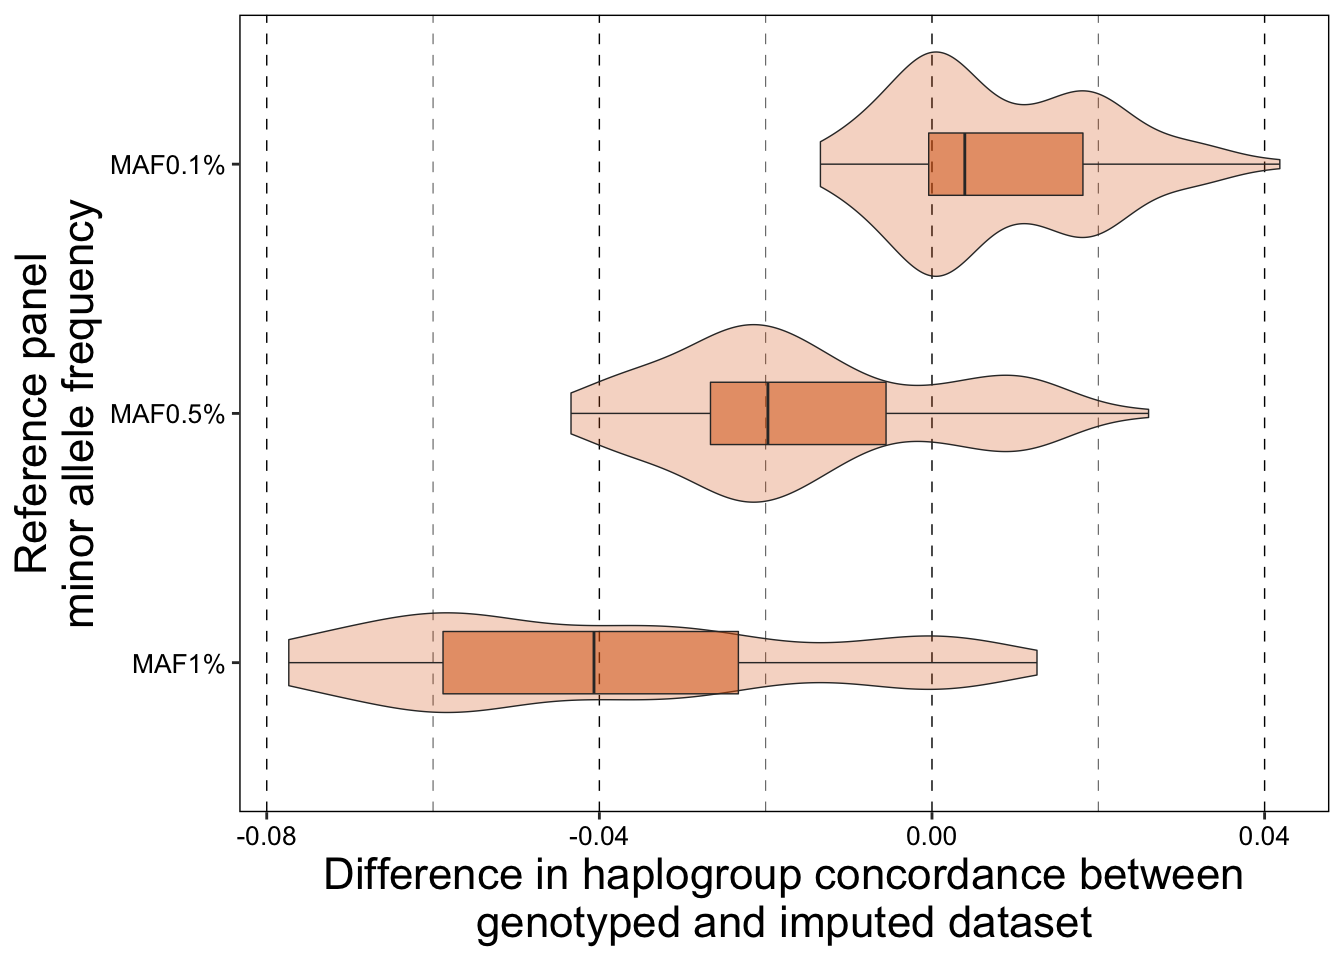 Reference panel
minor allele frequency
MAF0.1%
MAF0.5%
MAF1%
-0.08
-0.04
0.00
0.04
Difference in haplogroup concordance between
genotyped and imputed dataset